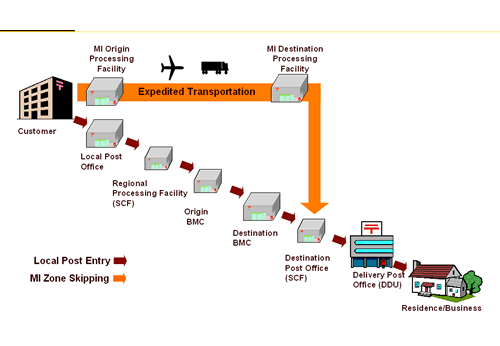 MI Origin
Processing
Facility
MI Destination
Processing
Facility
Expedited Transportation
Customer
Local Post
Office
Regional
Processing Facility
(SCF)
Origin
BMC
Destination
BMC
Destination
Post Office
(SCF)
Delivery Post
Office (DDU)
Residence/Business
Local Post Entry
MI Zone Skipping